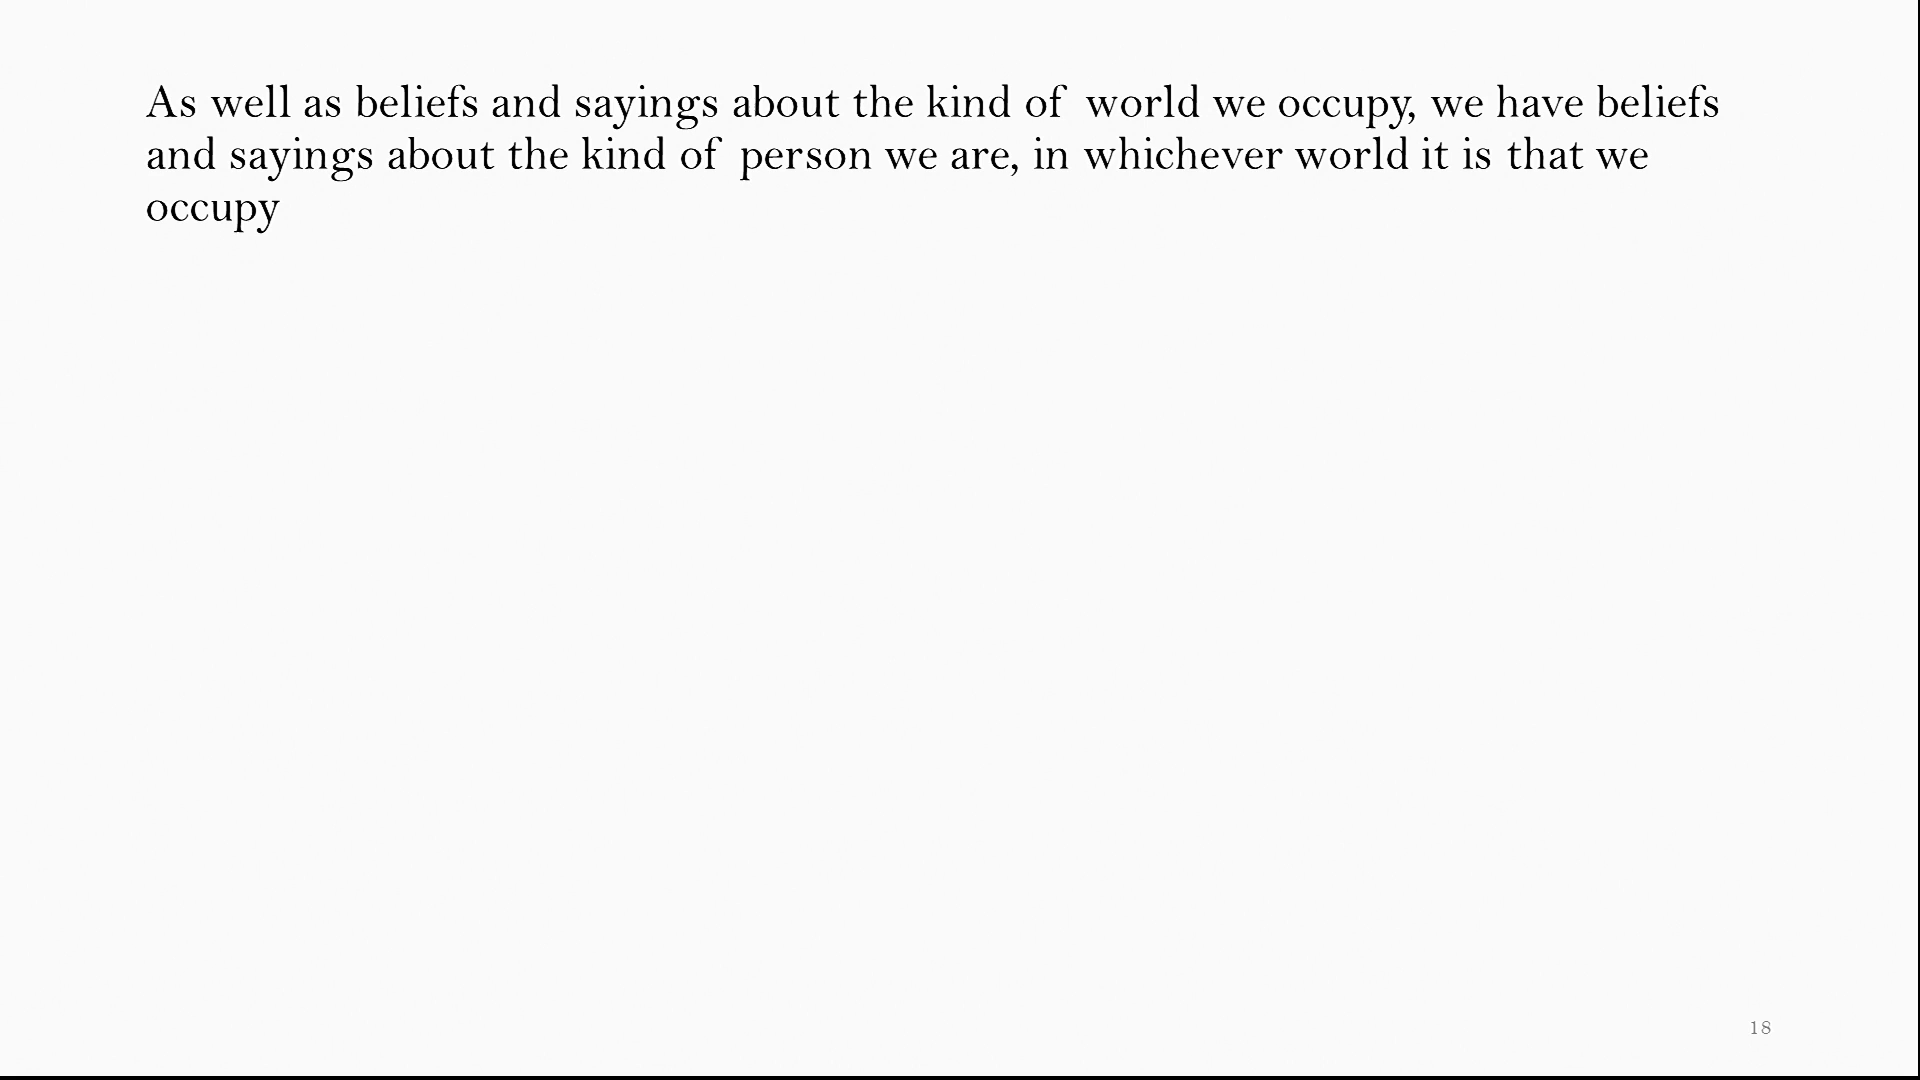 As well as beliefs and sayings about the kind of world we occupy, we have beliefs
and sayings about the kind of person we are, in whichever world it is that we
occupy
18